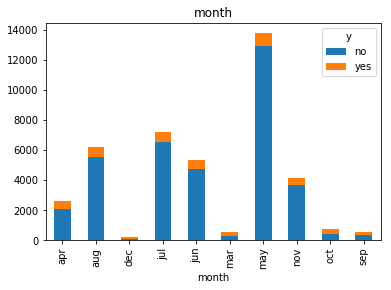 month
14000
12000
10000
8000
6000
4000
2000
0
y
no
yes
apr
aug
dec
jul
jun
mar
may
nov
oct
sep
month